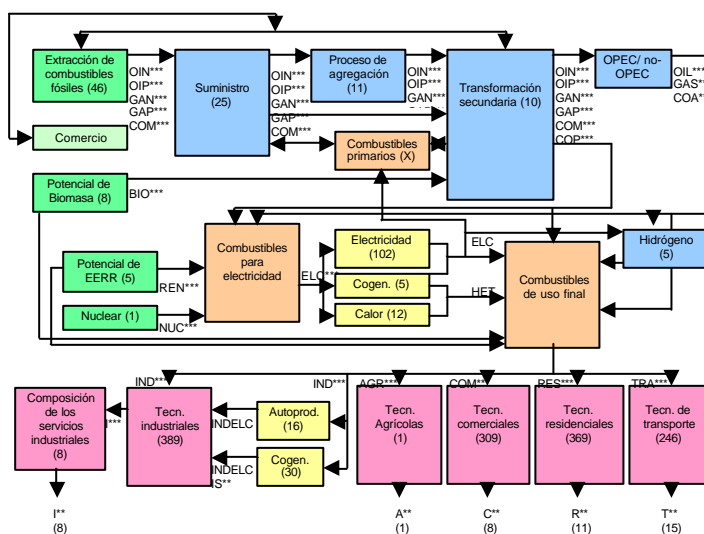 Extracción de
combustibles
fósiles (46)
OIN***
OIP***
GAN***
GAP***
COM***
Suministro
(25)
OIN***
OIP***
GAN***
GAP***
COM***
Proceso de
agregación
(11)
OIN***
OIP***
GAN***
GAP***
Transformación
secundaria (10)
OIN***
OIP***
GAN***
GAP***
COM***
COP***
OPEC/ no-
OPEC
OIL***
GAS***
COA***
Comercio
Combustibles
primarios (X)
Potencial de
Biomasa (8)
BIO***
Potencial de
EERR (5)
REN***
Nuclear (1)
NUC***
Combustibles
para
electricidad
ELC***
Electricidad
(102)
Cogen. (5)
Calor (12)
ELC
HET
Combustibles
de uso final
Hidrógeno
(5)
IND***
IND***
AGR***
COM***
RES***
TRA***
Composición
de los
servicios
industriales
(8)
I***
Tecn.
industriales
(389)
INDELC
INDELC
IS**
Autoprod.
(16)
Cogen.
(30)
Tecn.
Agrícolas
(1)
Tecn.
comerciales
(309)
Tecn.
residenciales
(369)
Tecn. de
transporte
(246)
I**
(8)
A**
(1)
C**
(8)
R**
(11)
T**
(15)